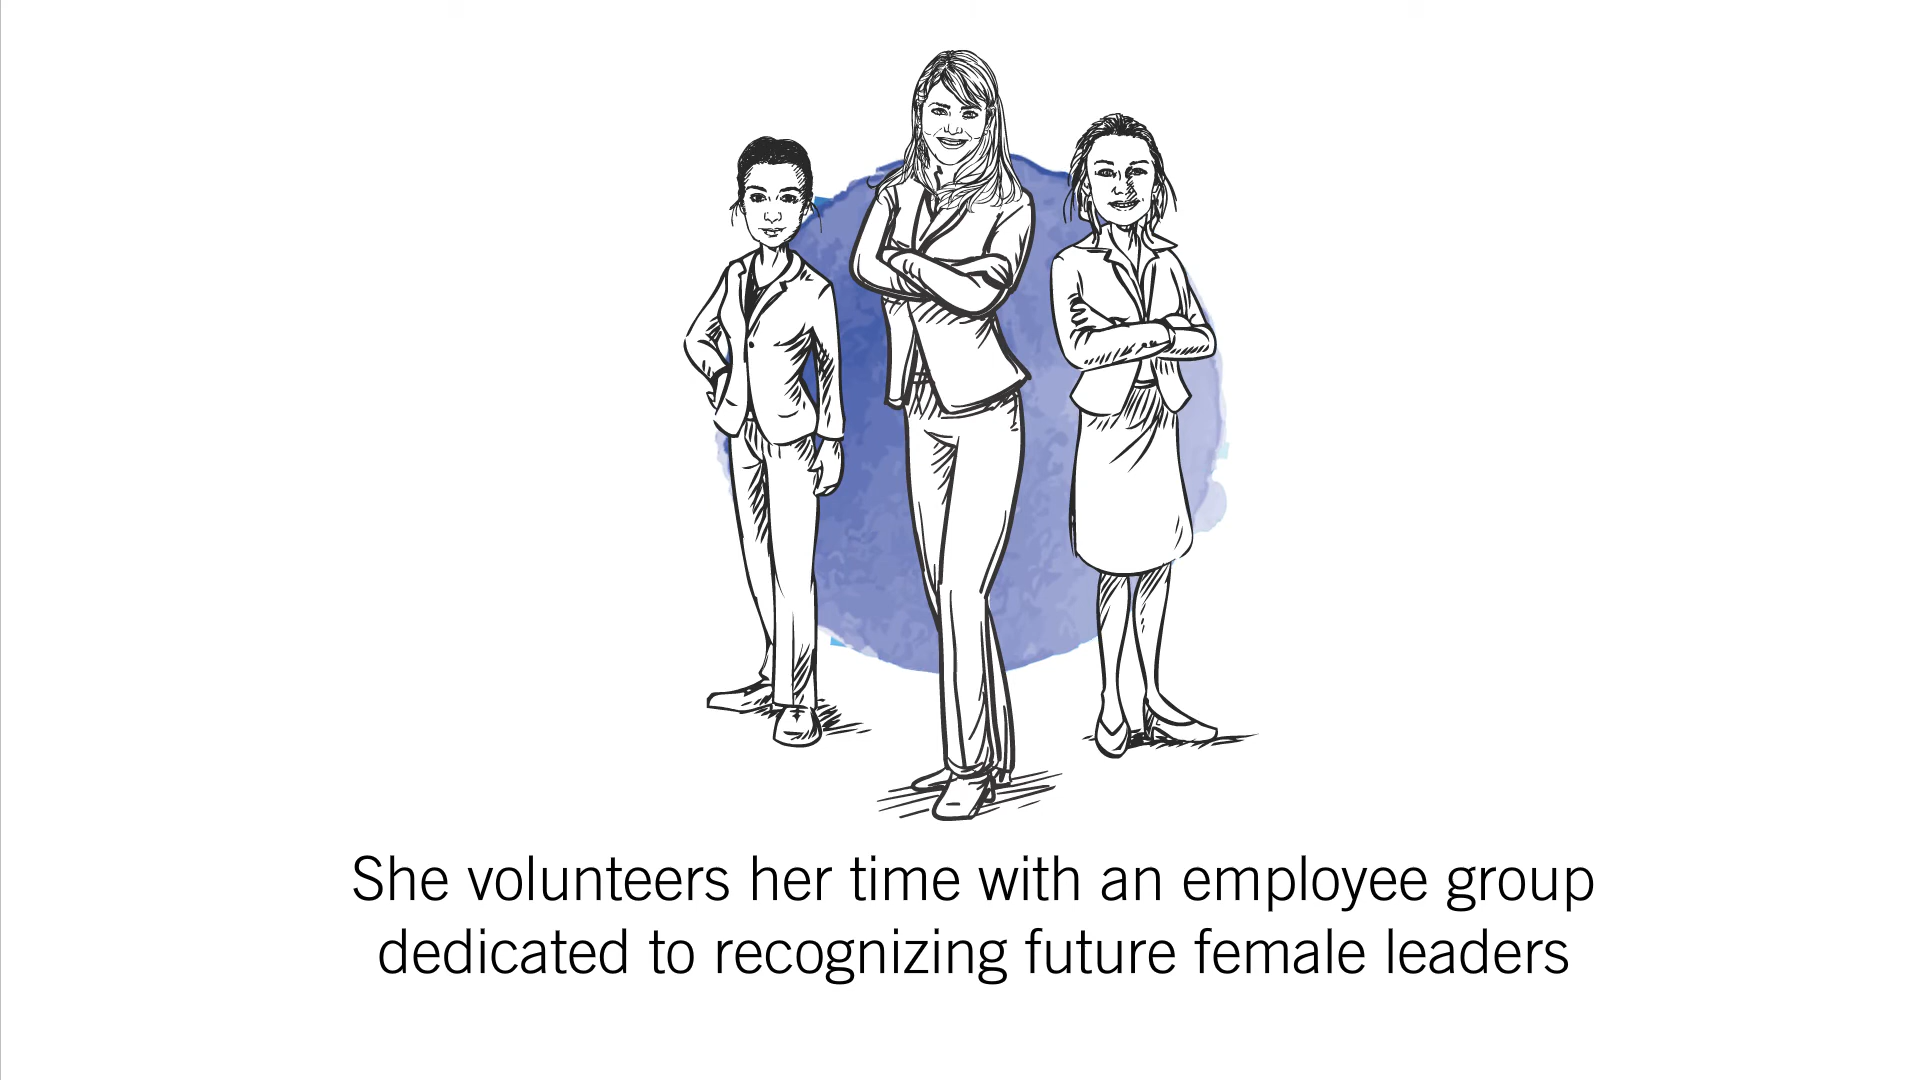 She volunteers her time with an employee group
dedicated to recognizing future female leaders